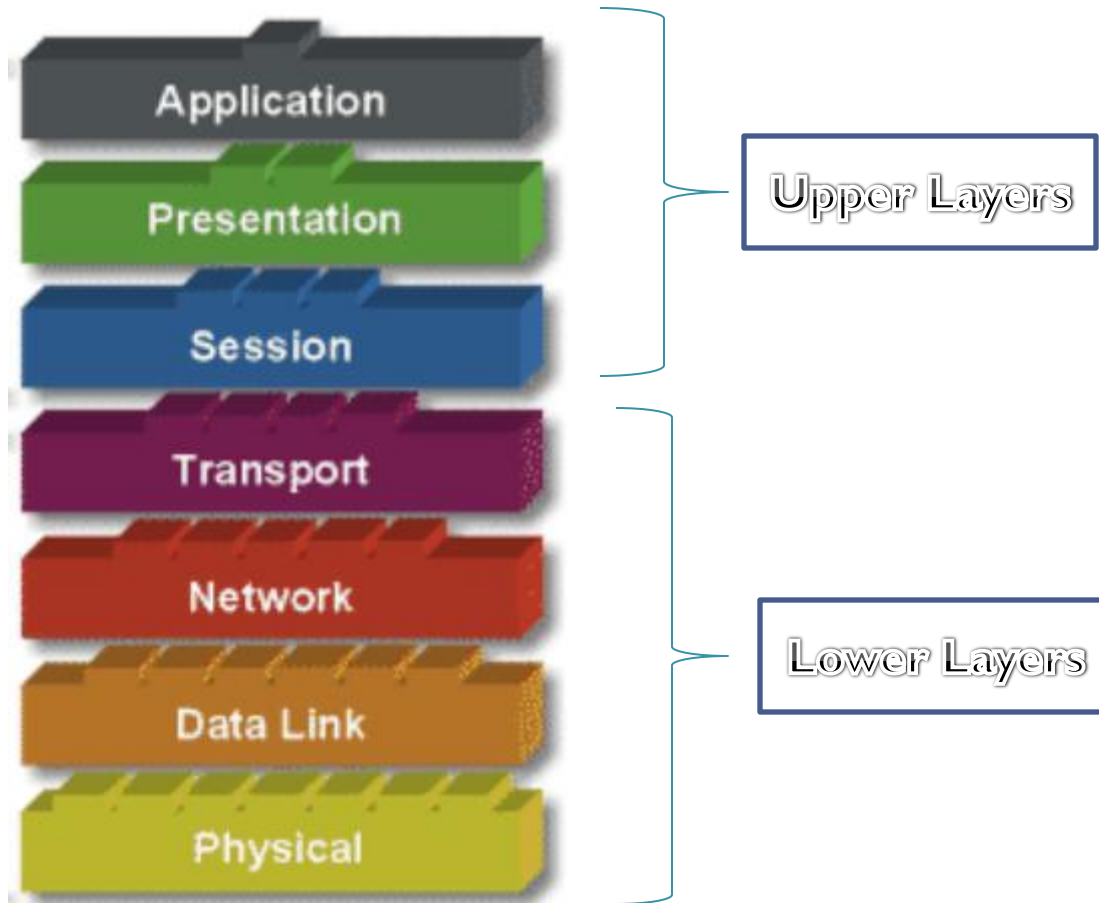 Application
Presentation
Session
Transport
Network
Data Link
Physical
Upper Layers
Lower Layers